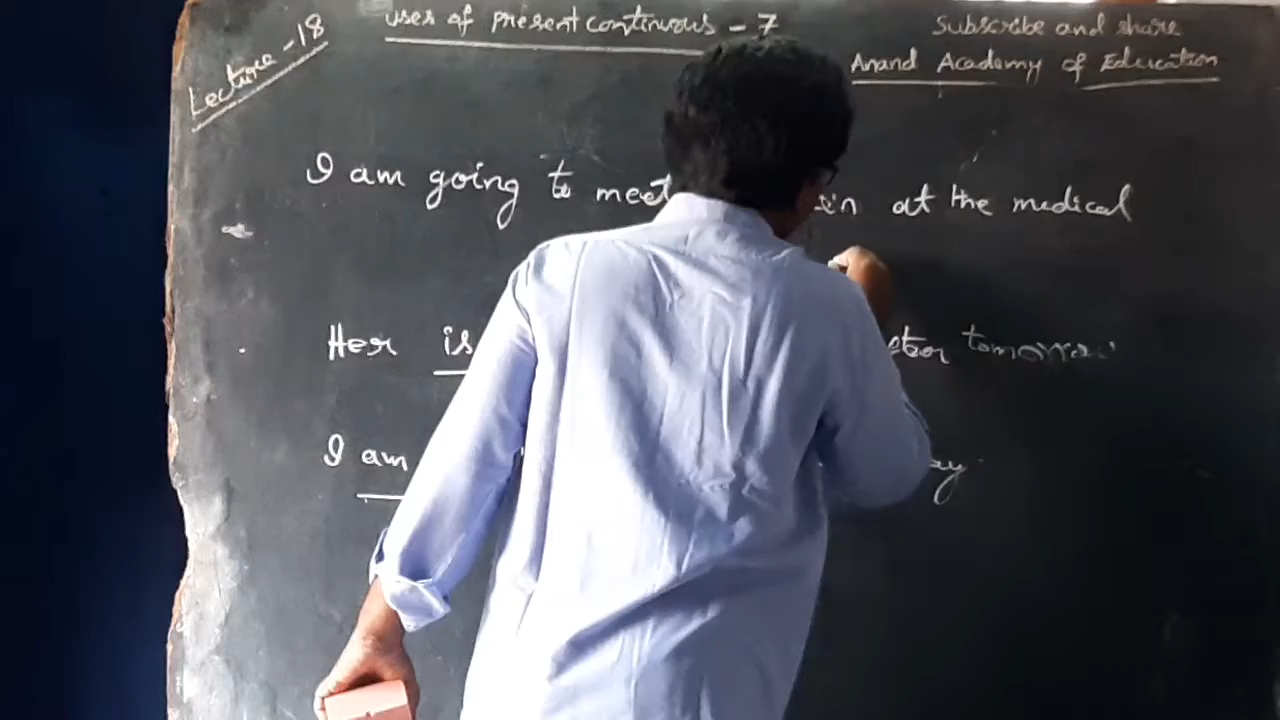 Lecture-18
Uses of present continuous - 7
Subscribe and share
Anand Academy of Education
I am going to meet at the medical
Her is tomorrow
I am